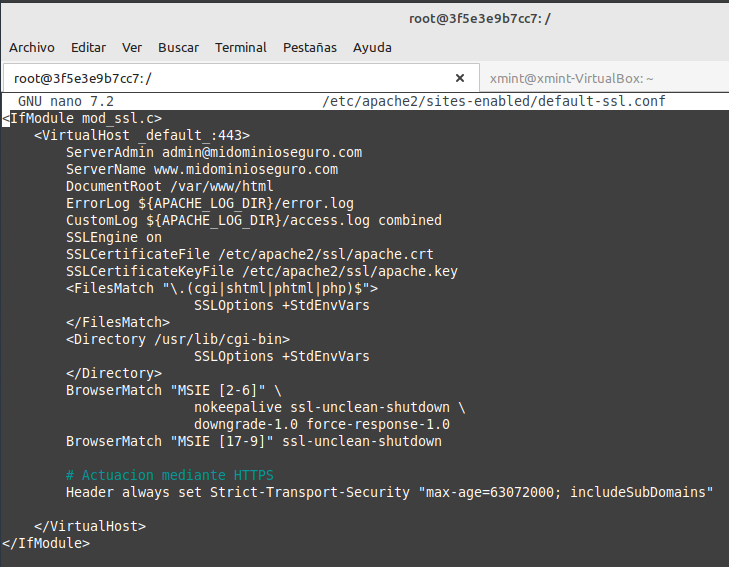 root@3f5e3e9b7cc7: /
Archivo Editar Ver Buscar Terminal Pestañas Ayuda
root@3f5e3e9b7cc7: / × xmint@xmint-VirtualBox: ~
GNU nano 7.2 /etc/apache2/sites-enabled/default-ssl.conf
<IfModule mod_ssl.c>
<VirtualHost _default_:443>
ServerAdmin admin@midominioseguro.com
ServerName www.midominioseguro.com
DocumentRoot /var/www/html
ErrorLog ${APACHE_LOG_DIR}/error.log
CustomLog ${APACHE_LOG_DIR}/access.log combined
SSLEngine on
SSLCertificateFile /etc/apache2/ssl/apache.crt
SSLCertificateKeyFile /etc/apache2/ssl/apache.key
<FilesMatch "\.(cgi|shtml|phtml|php)$">
SSLOptions +StdEnvVars
</FilesMatch>
<Directory /usr/lib/cgi-bin>
SSLOptions +StdEnvVars
</Directory>
BrowserMatch "MSIE [2-6]" \
nokeepalive ssl-unclean-shutdown \
downgrade-1.0 force-response-1.0
BrowserMatch "MSIE [17-9]" ssl-unclean-shutdown
# Actuacion mediante HTTPS
Header always set Strict-Transport-Security "max-age=63072000; includeSubDomains"
</VirtualHost>
</IfModule>